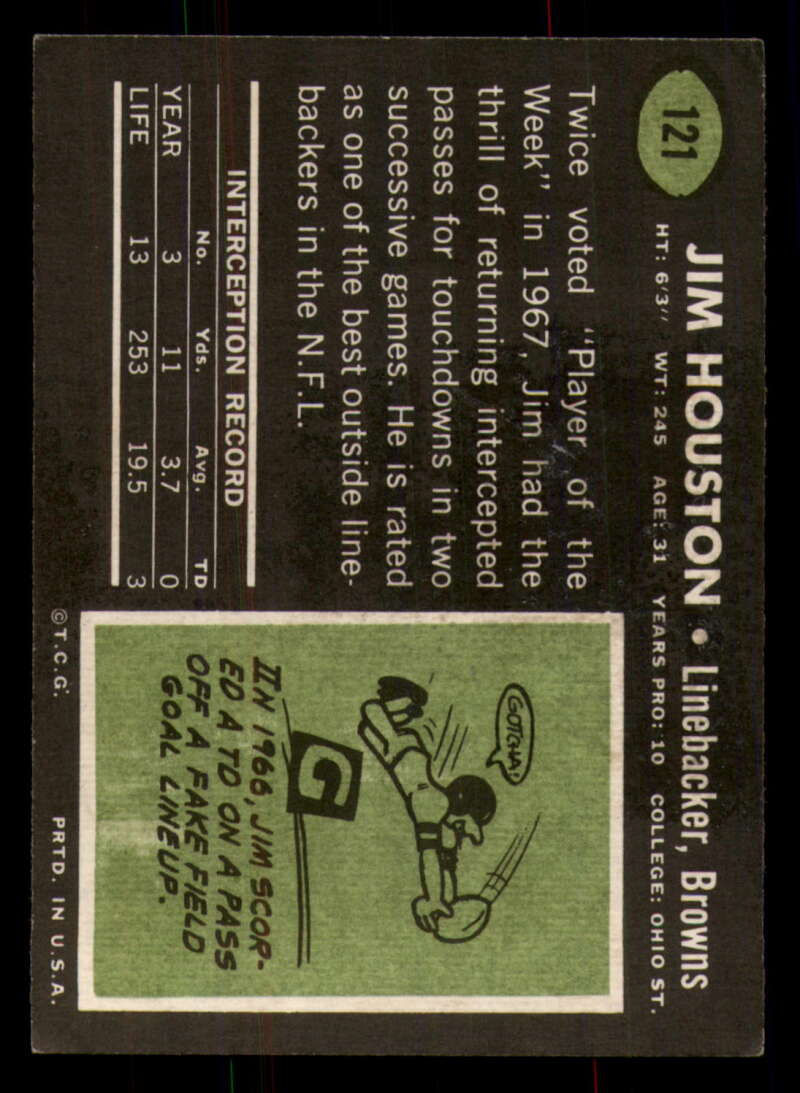 121
JIM HOUSTON • Linebacker, Browns
HT: 6'3" WT: 245 AGE: 31 YEARS PRO: 10 COLLEGE: OHIO ST.
Twice voted "Player of the
Week" in 1967, Jim had the
thrill of returning intercepted
passes for touchdowns in two
successive games. He is rated
as one of the best outside line-
backers in the N.F.L.
INTERCEPTION RECORD
No. Yds. Avg. TD
YEAR 3 11 3.7 0
LIFE 13 253 19.5 3
GOTCHA!
G
IN 1966, JIM SCOR-
ED A TD ON A PASS
OFF A FAKE FIELD
GOAL LINEUP.
© T.C.G. PRTD. IN U.S.A.